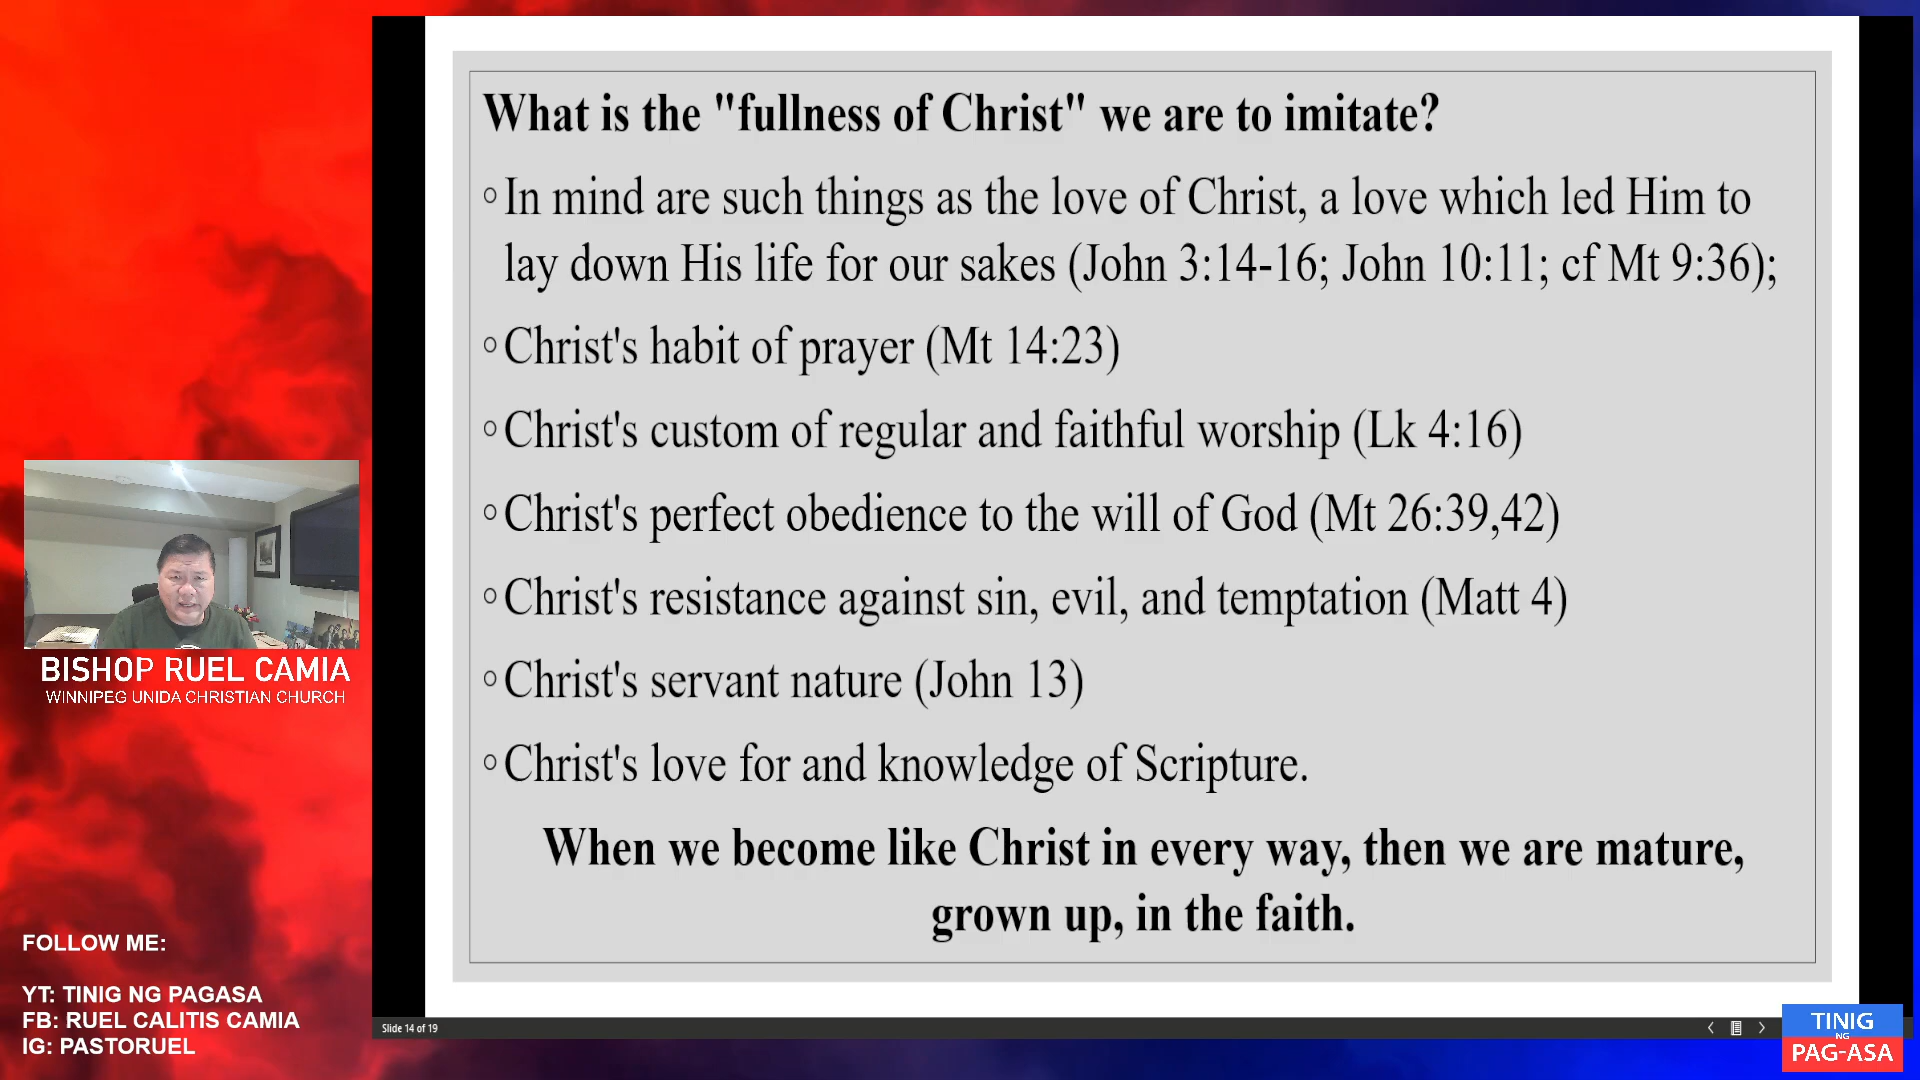 What is the "fullness of Christ" we are to imitate?
In mind are such things as the love of Christ, a love which led Him to
lay down His life for our sakes (John 3:14-16; John 10:11; cf Mt 9:36);
Christ's habit of prayer (Mt 14:23)
Christ's custom of regular and faithful worship (Lk 4:16)
Christ's perfect obedience to the will of God (Mt 26:39,42)
Christ's resistance against sin, evil, and temptation (Matt 4)
Christ's servant nature (John 13)
Christ's love for and knowledge of Scripture.
When we become like Christ in every way, then we are mature,
grown up, in the faith.
BISHOP RUEL CAMIA
WINNIPEG UNIDA CHRISTIAN CHURCH
FOLLOW ME:
YT: TINIG NG PAGASA
FB: RUEL CALITIS CAMIA
IG: PASTORUEL
Slide 14 of 19
TINIG
NG
PAG-ASA